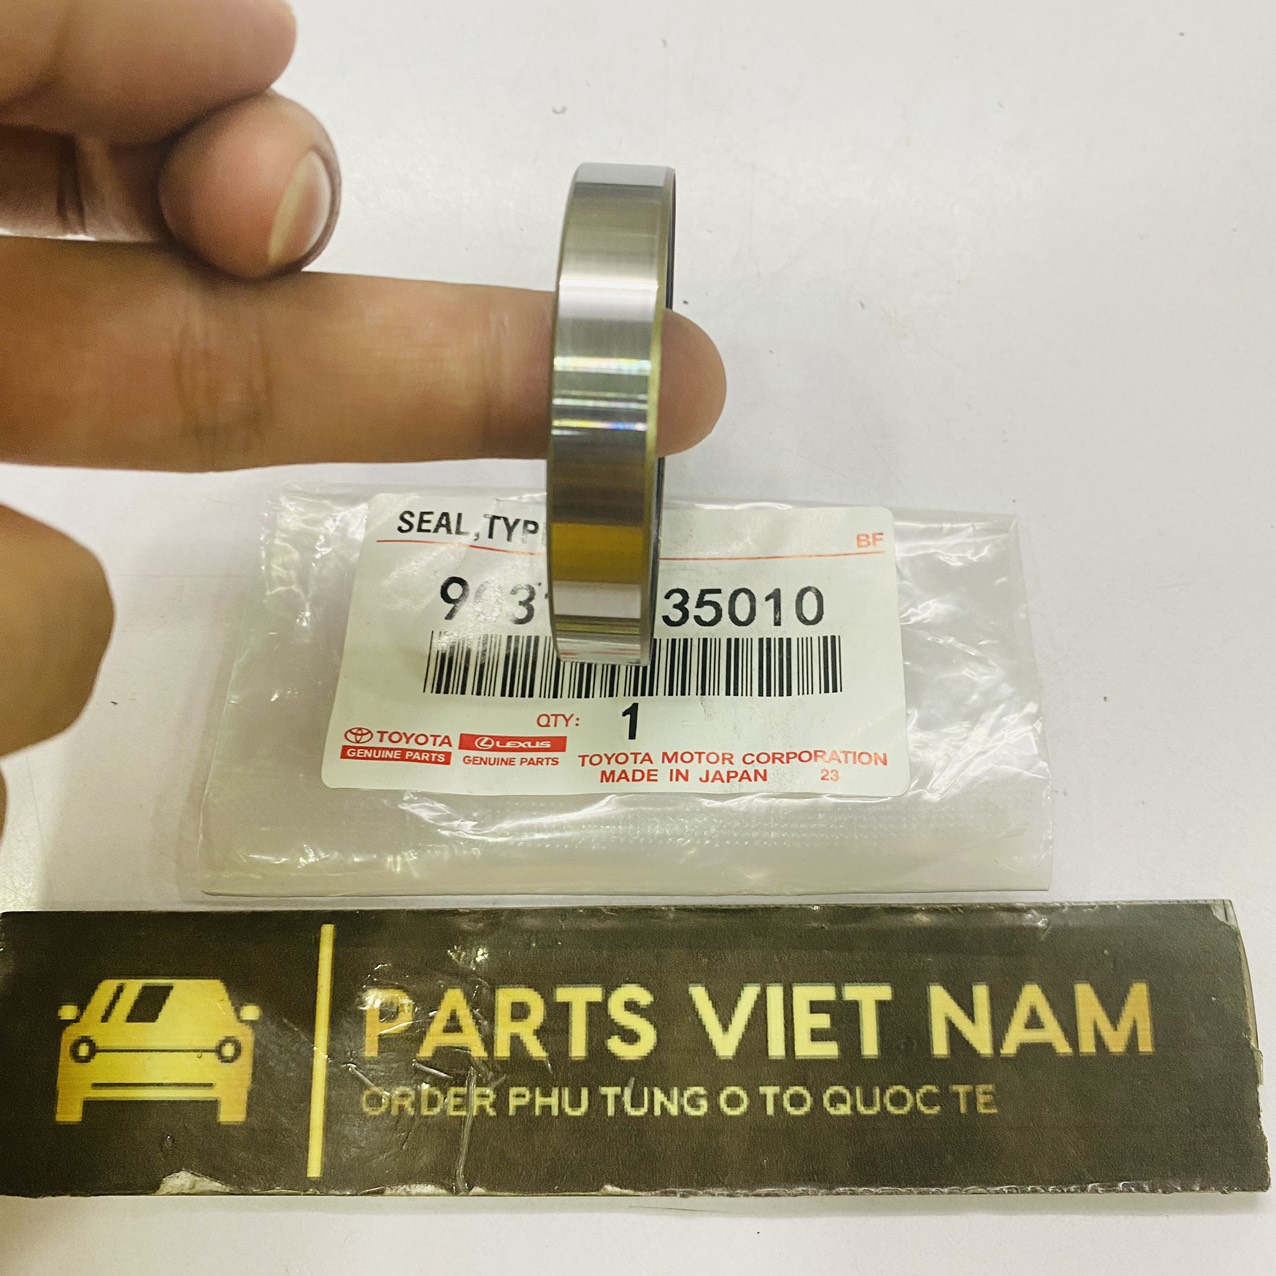 SEAL,TYP
BF
35010
QTY: 1
TOYOTA
GENUINE PARTS
LEXUS
GENUINE PARTS
TOYOTA MOTOR CORPORATION
MADE IN JAPAN 23
PARTS VIET NAM
ORDER PHU TUNG O TO QUOC TE